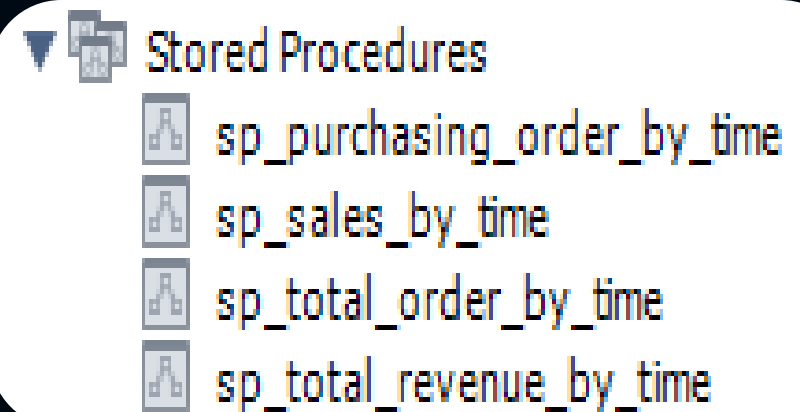 Stored Procedures
sp_purchasing_order_by_time
sp_sales_by_time
sp_total_order_by_time
sp_total_revenue_by_time